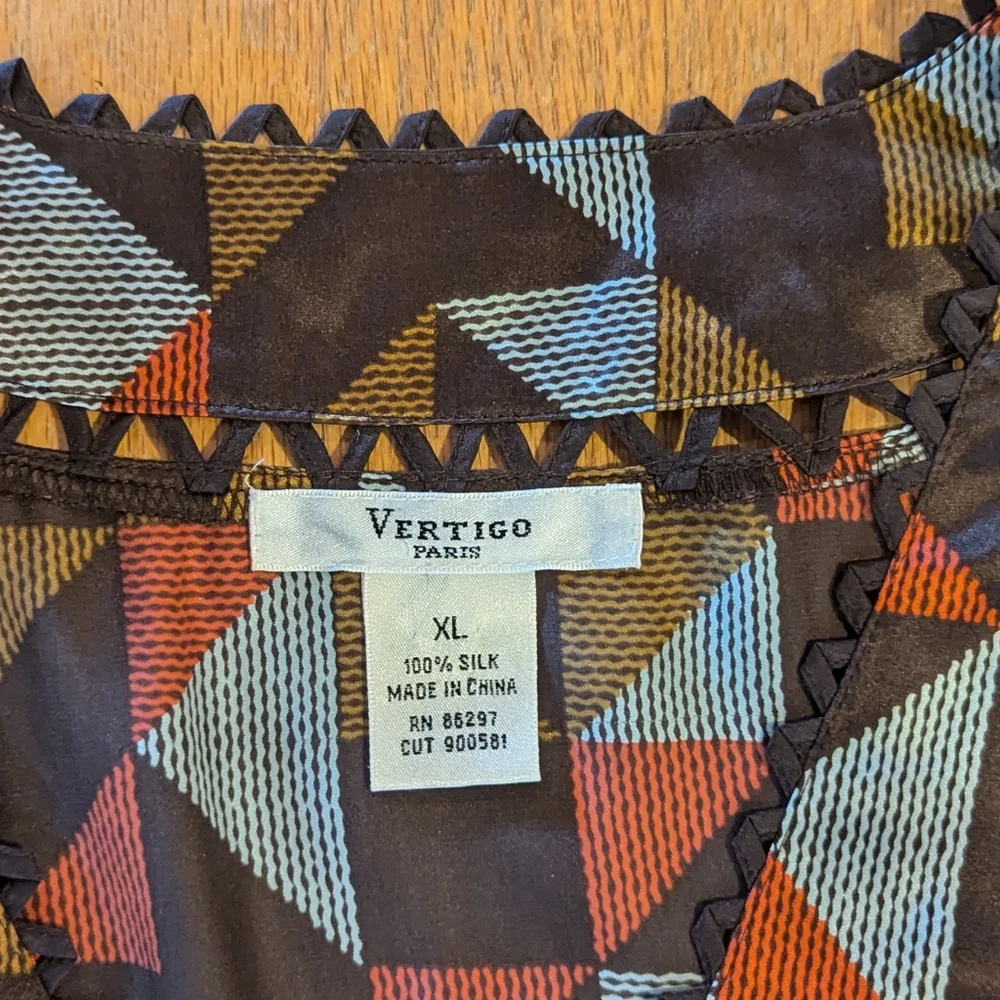 VERTIGO
PARIS
XL
100% SILK
MADE IN CHINA
RN 86297
CUT 900581